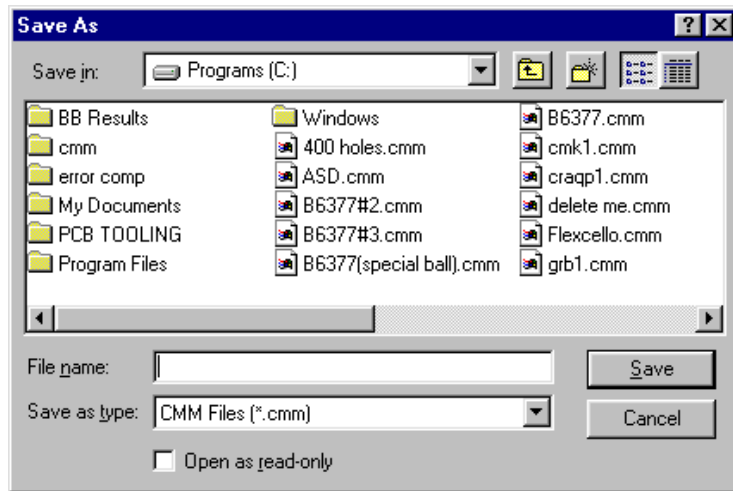 Save As
Save in: Programs (C:)
BB Results Windows B6377.cmm
cmm 400 holes.cmm cmk1.cmm
error comp ASD.cmm craqp1.cmm
My Documents B6377#2.cmm delete me.cmm
PCB TOOLING B6377#3.cmm Flexcello.cmm
Program Files B6377(special ball).cmm grb1.cmm
File name: Save
Save as type: CMM Files (*.cmm) Cancel
Open as read-only